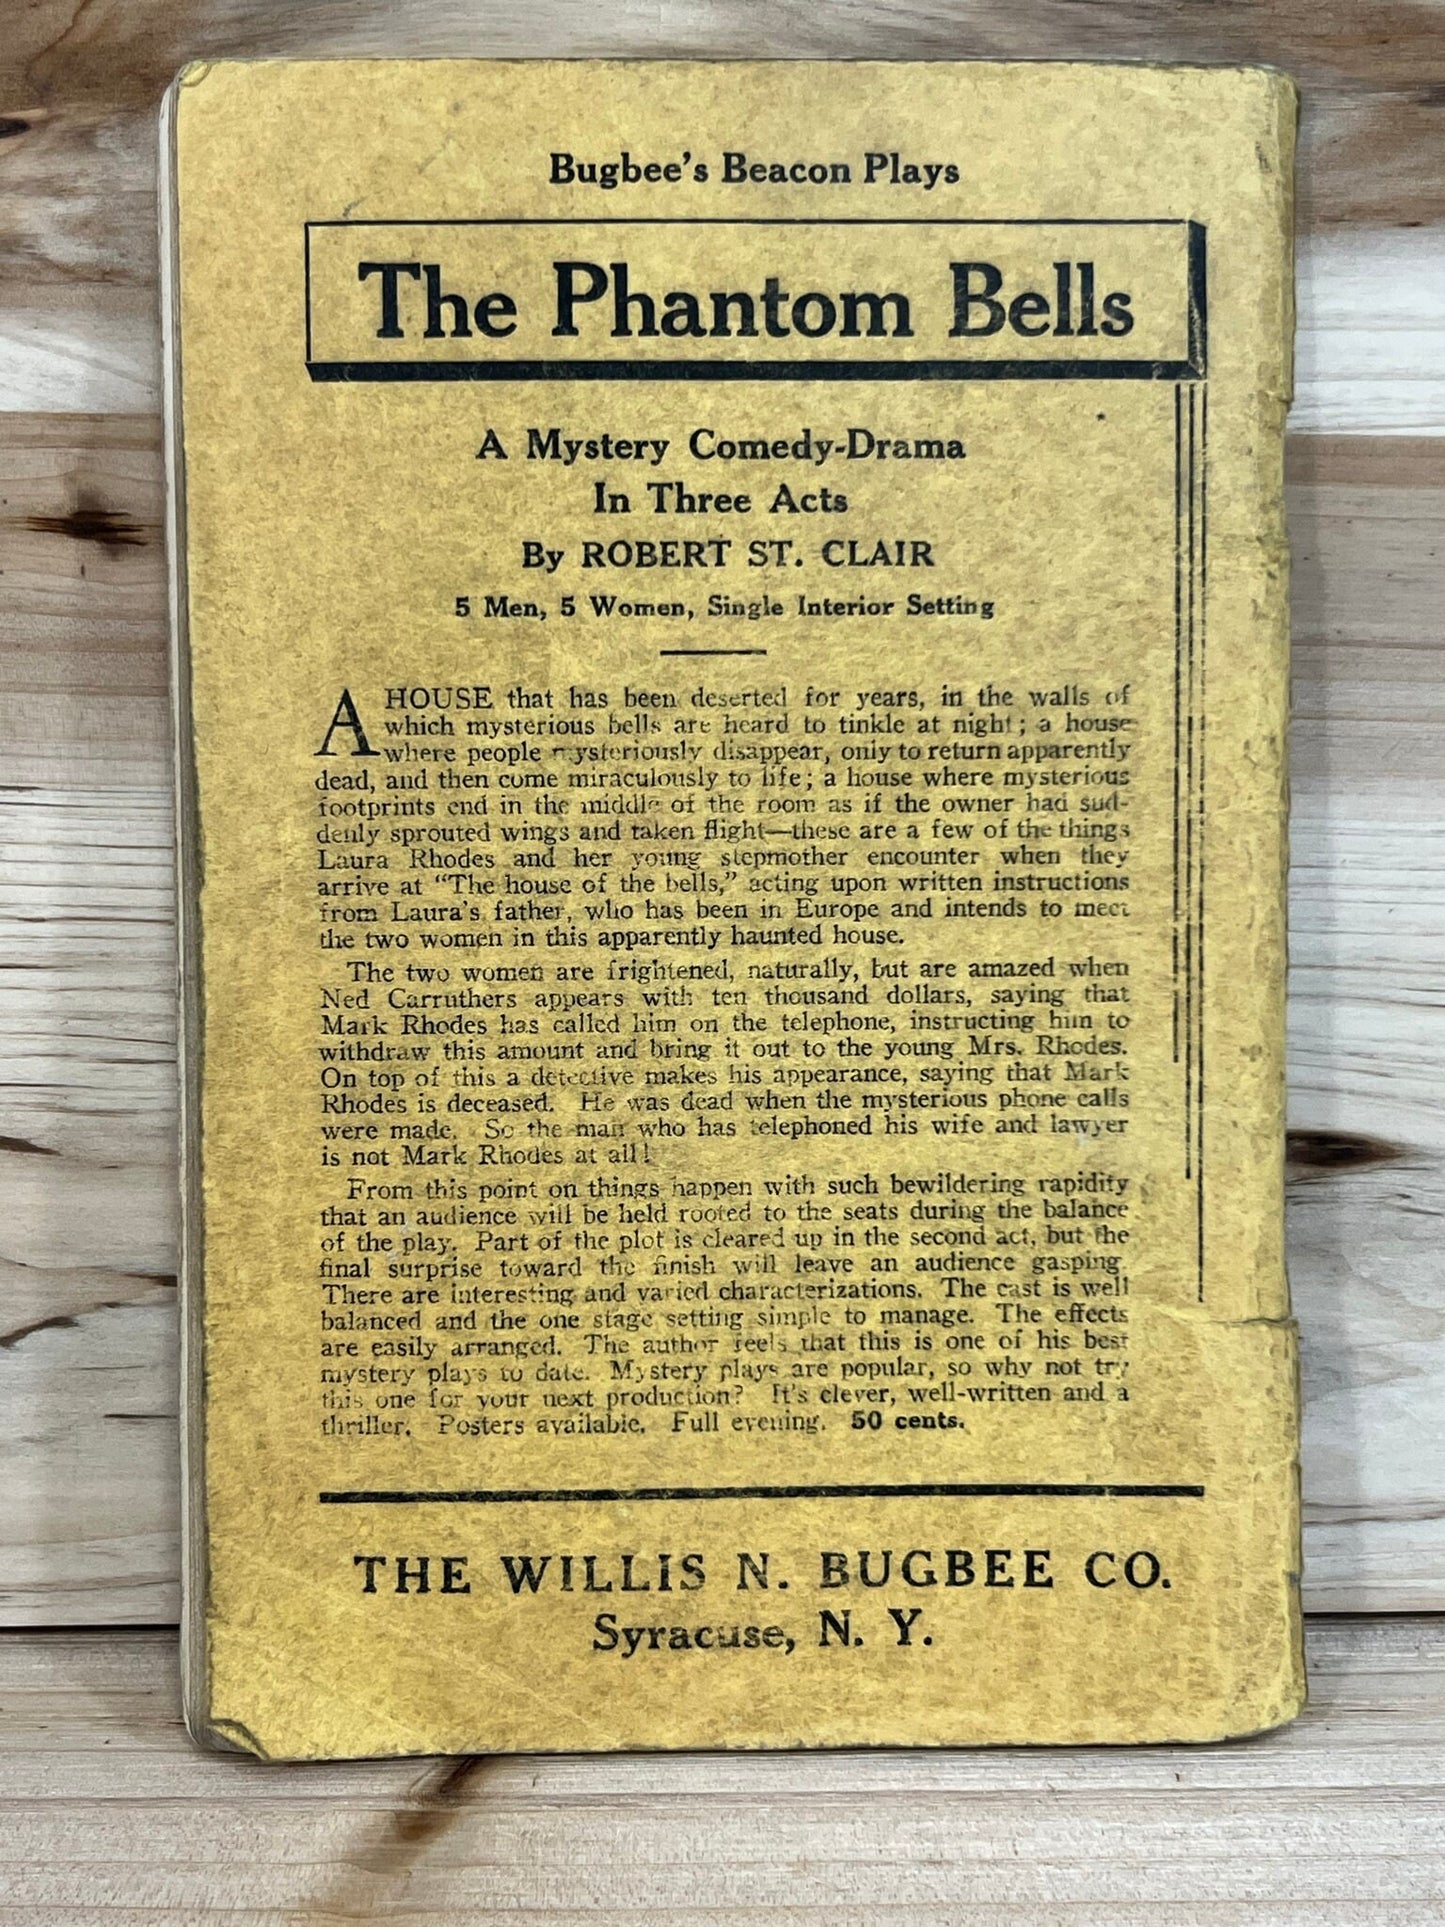 Bugbee's Beacon Plays
The Phantom Bells
A Mystery Comedy-Drama
In Three Acts
By ROBERT ST. CLAIR
5 Men, 5 Women, Single Interior Setting
A HOUSE that has been deserted for years, in the walls of
which mysterious bells are heard to tinkle at night; a house
where people mysteriously disappear, only to return apparently
dead, and then come miraculously to life; a house where mysterious
footprints end in the middle of the room as if the owner had sud-
denly sprouted wings and taken flight—these are a few of the things
Laura Rhodes and her young stepmother encounter when they
arrive at "The house of the bells," acting upon written instructions
from Laura's father, who has been in Europe and intends to meet
the two women in this apparently haunted house.
The two women are frightened, naturally, but are amazed when
Ned Carruthers appears with ten thousand dollars, saying that
Mark Rhodes has called him on the telephone, instructing him to
withdraw this amount and bring it out to the young Mrs. Rhodes.
On top of this a detective makes his appearance, saying that Mark
Rhodes is deceased. He was dead when the mysterious phone calls
were made. So the man who has telephoned his wife and lawyer
is not Mark Rhodes at all!
From this point on things happen with such bewildering rapidity
that an audience will be held rooted to the seats during the balance
of the play. Part of the plot is cleared up in the second act, but the
final surprise toward the finish will leave an audience gasping.
There are interesting and varied characterizations. The cast is well
balanced and the one stage setting simple to manage. The effects
are easily arranged. The author feels that this is one of his best
mystery plays to date. Mystery plays are popular, so why not try
this one for your next production? It's clever, well-written and a
thriller. Posters available. Full evening. 50 cents.
THE WILLIS N. BUGBEE CO.
Syracuse, N. Y.